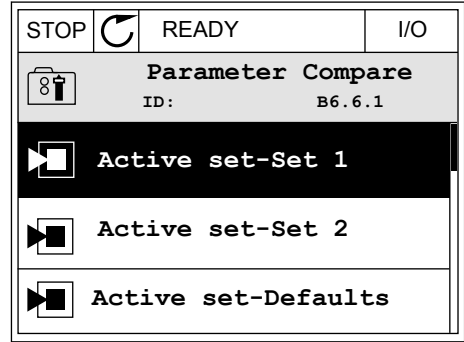 STOP READY I/O
Parameter Compare
ID: B6.6.1
Active set-Set 1
Active set-Set 2
Active set-Defaults